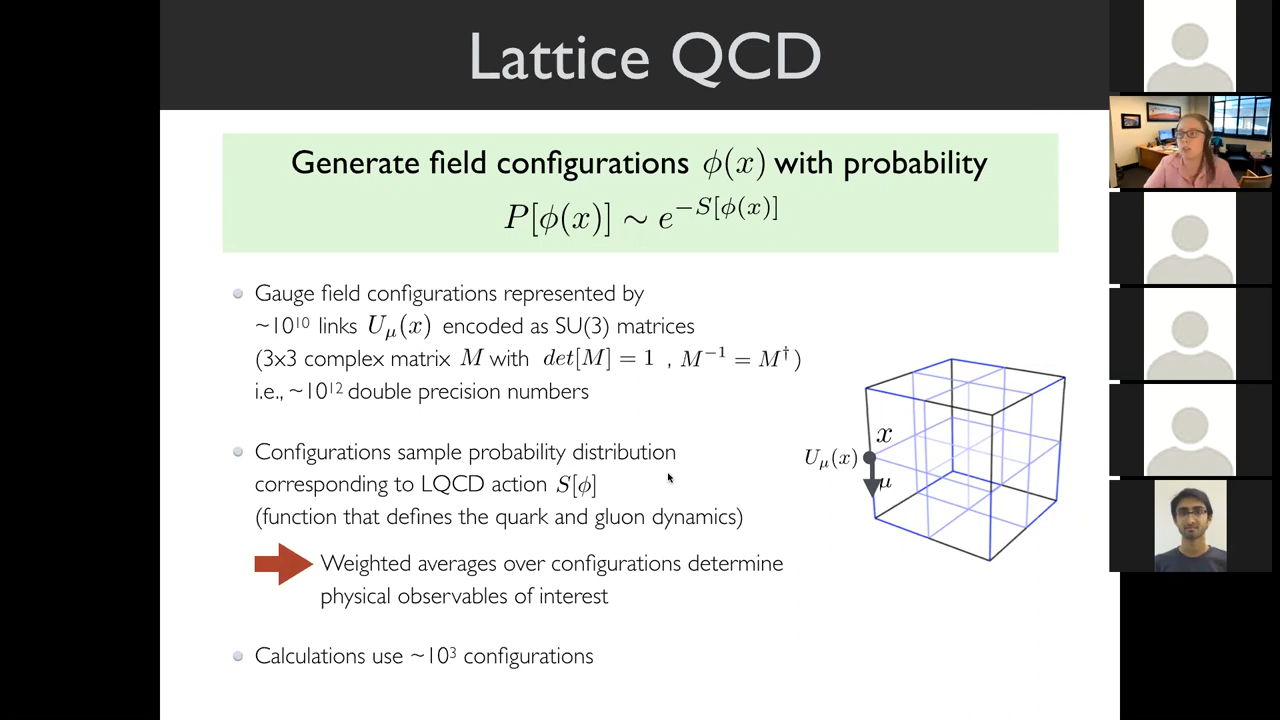 Lattice QCD
Generate field configurations ϕ(x) with probability
P[ϕ(x)] ∼ e^{−S[ϕ(x)]}
Gauge field configurations represented by
~10¹⁰ links U_μ(x) encoded as SU(3) matrices
(3x3 complex matrix M with det[M] = 1 , M⁻¹ = M† )
i.e., ~10¹² double precision numbers
Configurations sample probability distribution
corresponding to LQCD action S[ϕ]
(function that defines the quark and gluon dynamics)
Weighted averages over configurations determine
physical observables of interest
Calculations use ~10³ configurations
x
U_μ(x)
μ